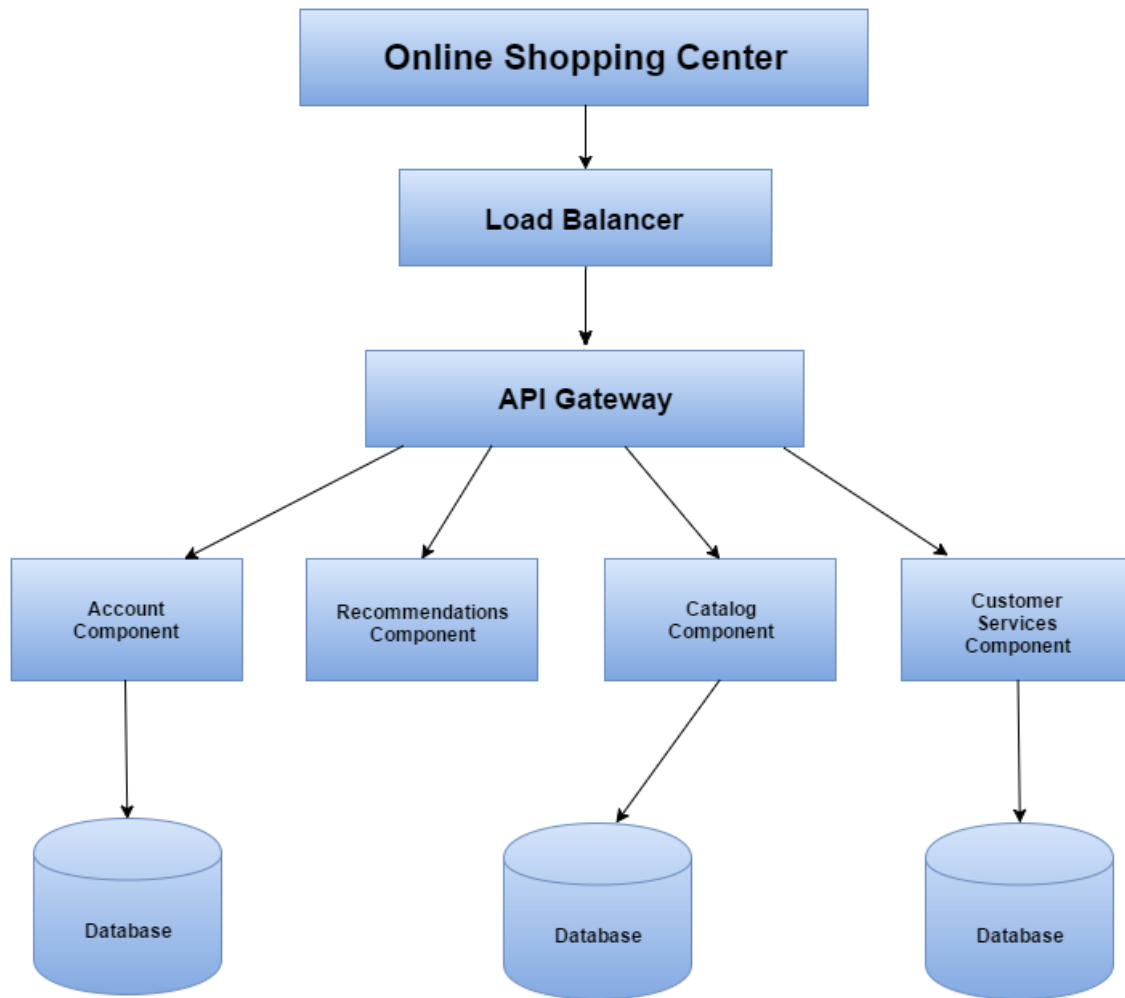 Online Shopping Center
Load Balancer
API Gateway
Account
Component
Recommendations
Component
Catalog
Component
Customer
Services
Component
Database
Database
Database